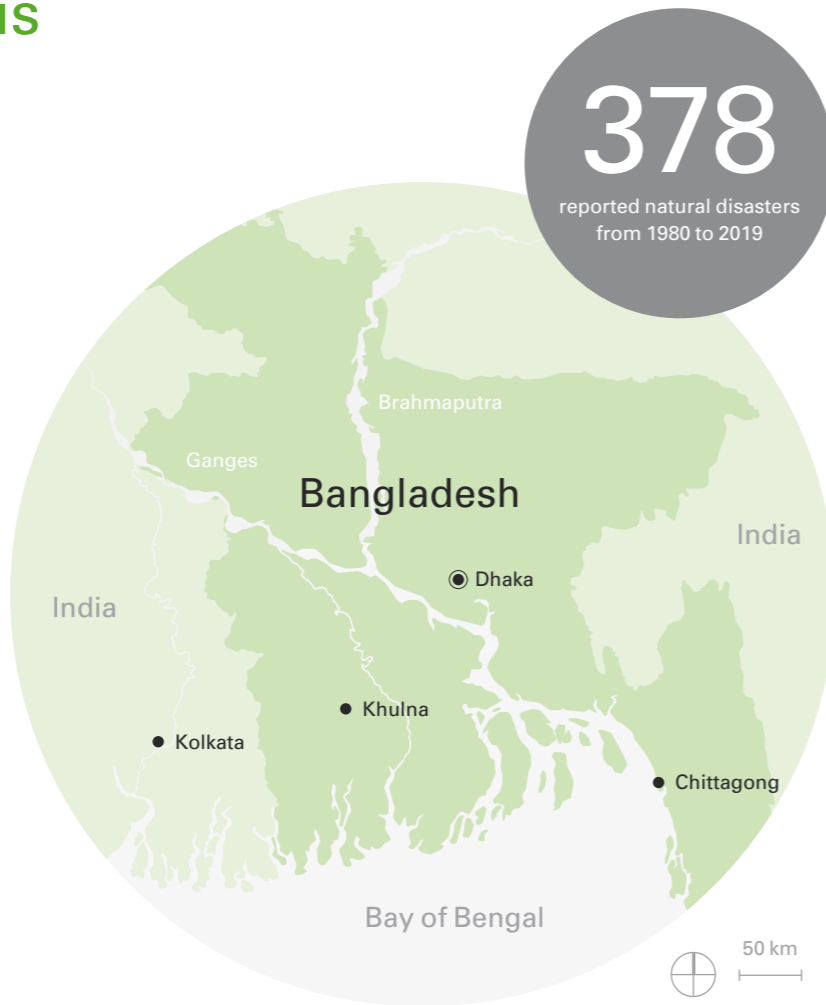 378
reported natural disasters
from 1980 to 2019
Brahmaputra
Ganges
Bangladesh
India
Dhaka
India
Khulna
Kolkata
Chittagong
Bay of Bengal
50 km